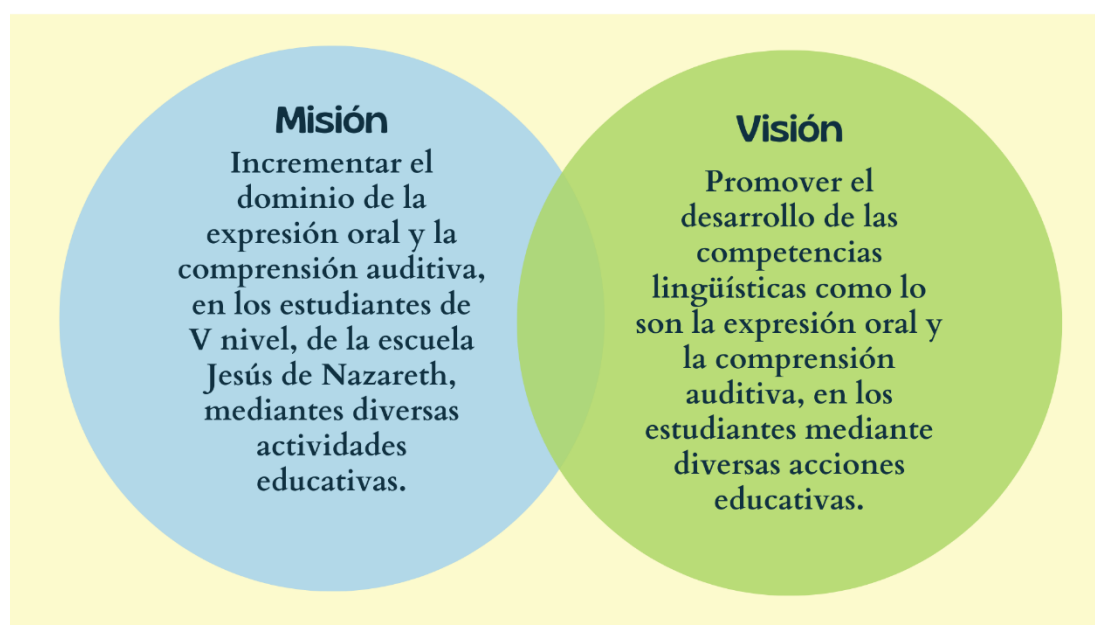 Misión
Incrementar el
dominio de la
expresión oral y la
comprensión auditiva,
en los estudiantes de
V nivel, de la escuela
Jesús de Nazareth,
mediantes diversas
actividades
educativas.
Visión
Promover el
desarrollo de las
competencias
lingüísticas como lo
son la expresión oral y
la comprensión
auditiva, en los
estudiantes mediante
diversas acciones
educativas.